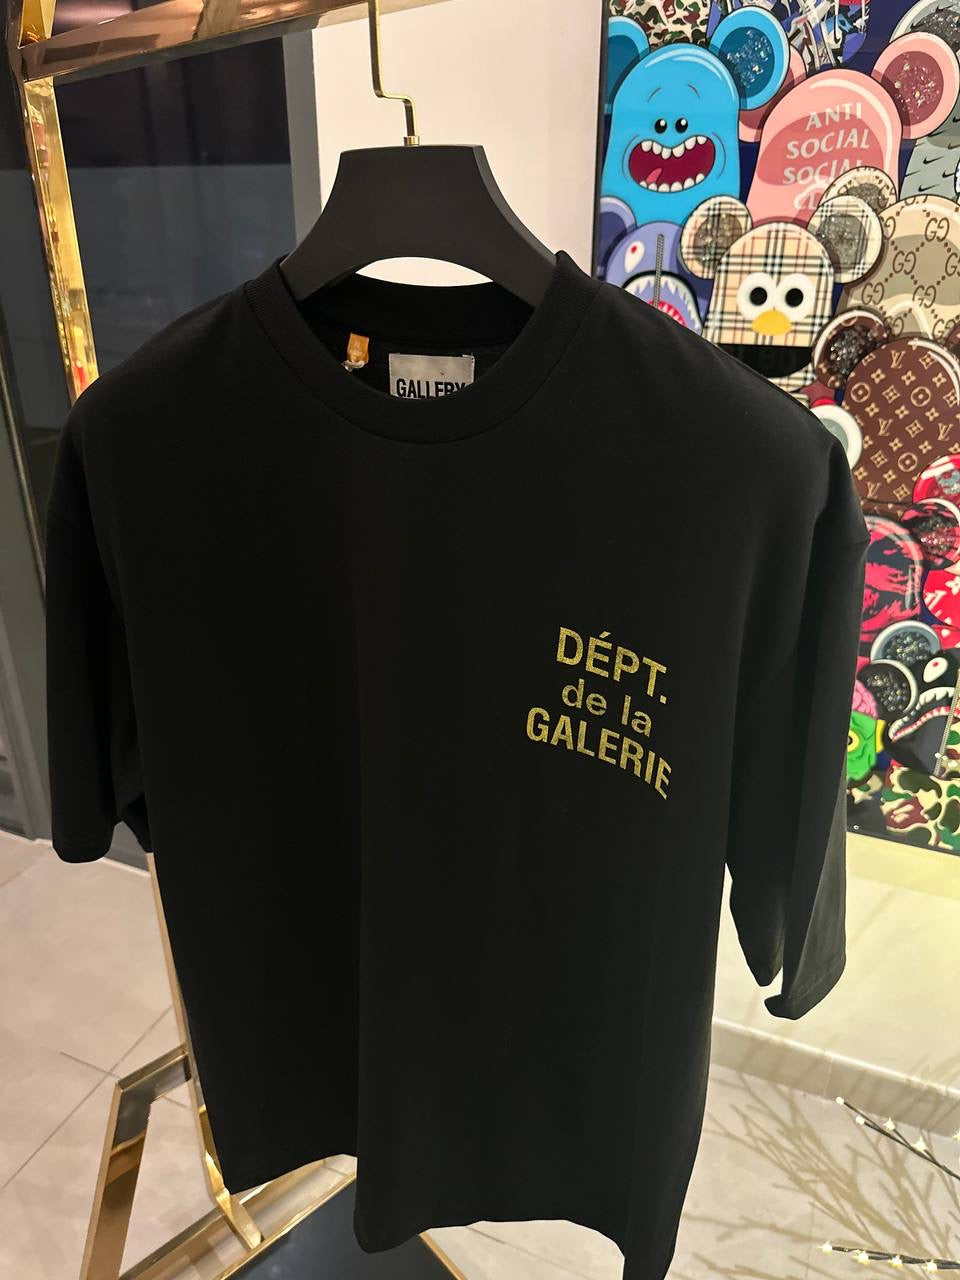 ANTI
SOCIAL
SOCIAL
GALLERY
DÉPT.
de la
GALERIE